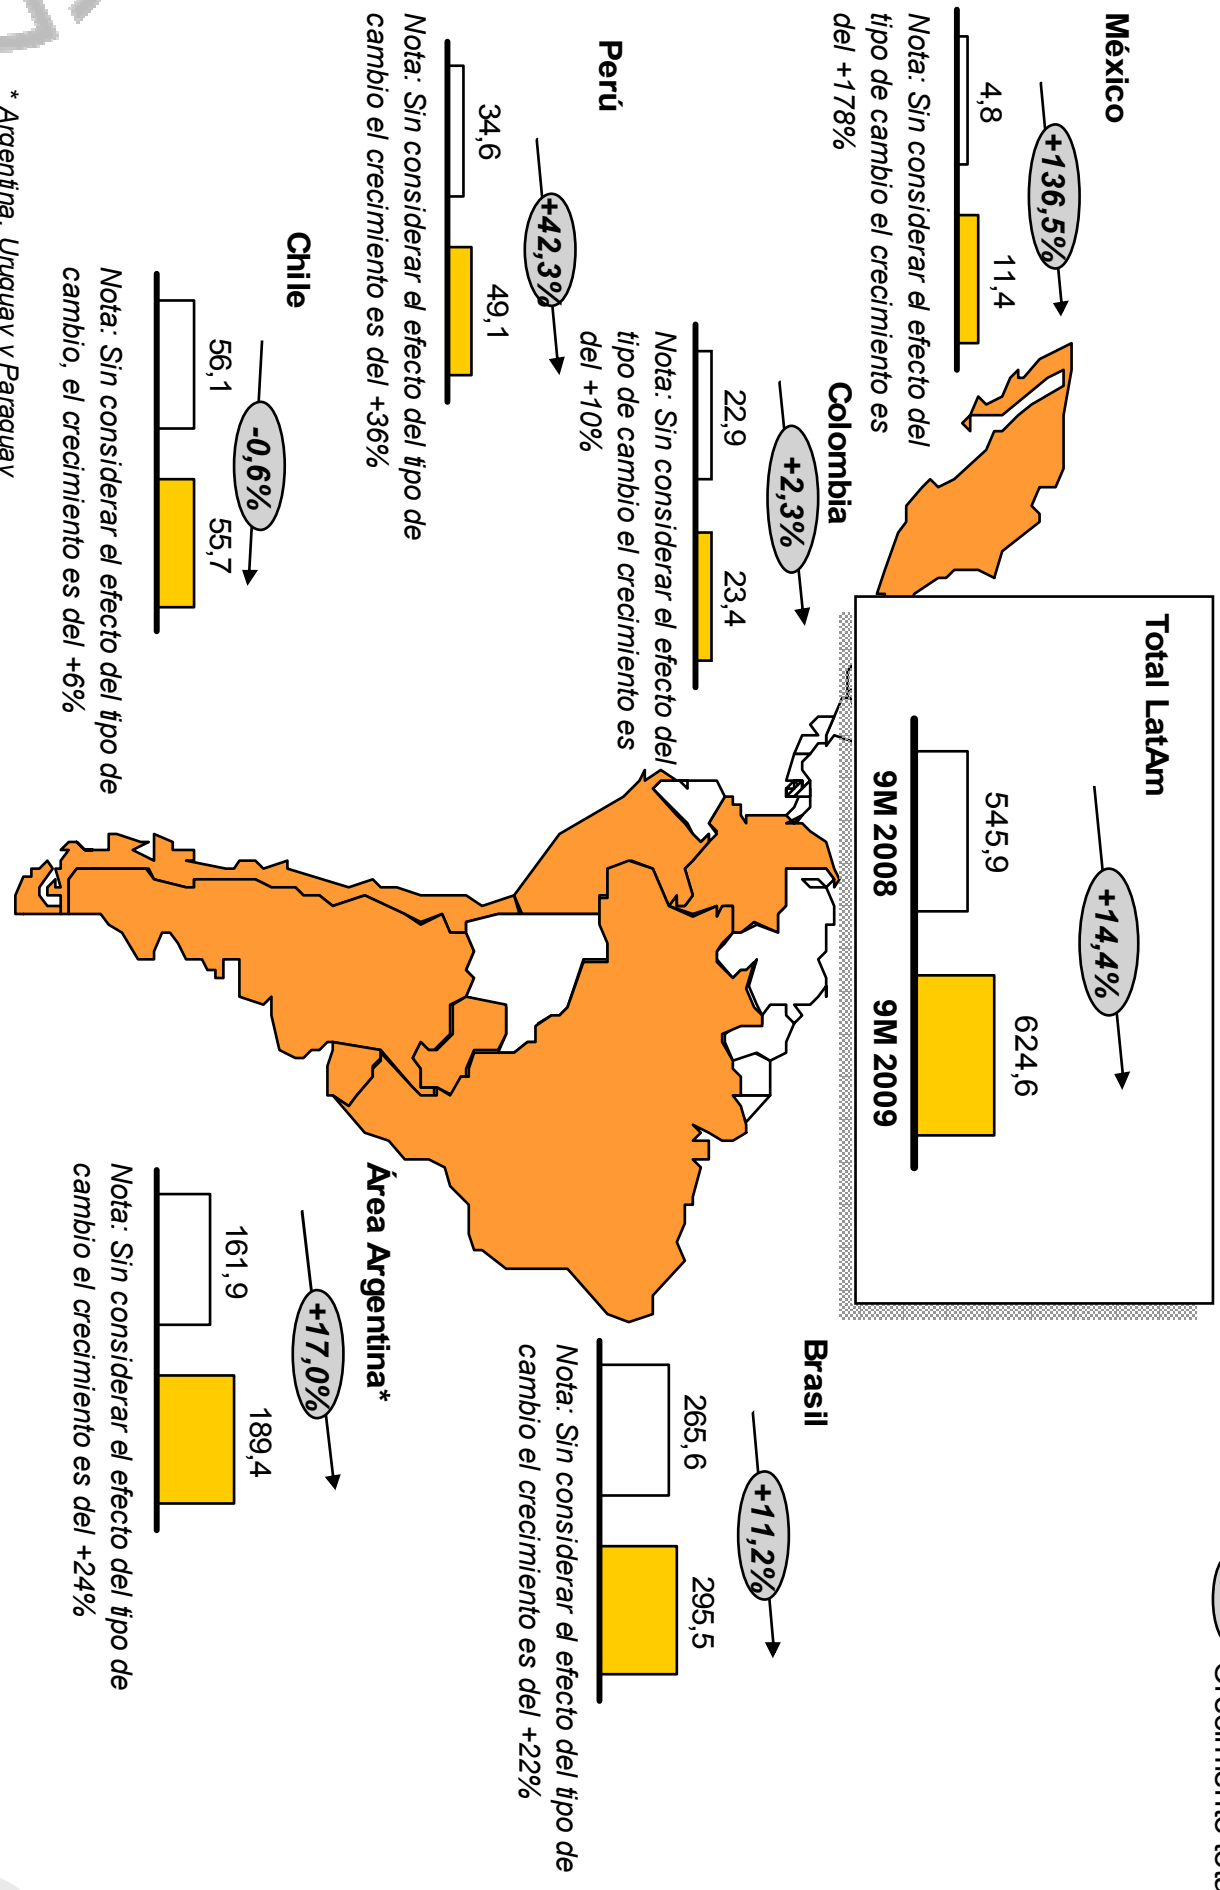 Crecimiento
México
+136,5%
4,8
11,4
Nota: Sin considerar el efecto del
tipo de cambio el crecimiento es
del +178%
Total LatAm
+14,4%
545,9
624,6
9M 2008
9M 2009
Colombia
+2,3%
22,9
23,4
Nota: Sin considerar el efecto del
tipo de cambio el crecimiento es
del +10%
Brasil
+11,2%
265,6
295,5
Nota: Sin considerar el efecto del tipo de
cambio el crecimiento es del +22%
Perú
+42,3%
34,6
49,1
Nota: Sin considerar el efecto del tipo de
cambio el crecimiento es del +36%
Chile
-0,6%
56,1
55,7
Nota: Sin considerar el efecto del tipo de
cambio, el crecimiento es del +6%
Área Argentina*
+17,0%
161,9
189,4
Nota: Sin considerar el efecto del tipo de
cambio el crecimiento es del +24%
* Argentina, Uruguay y Paraguay